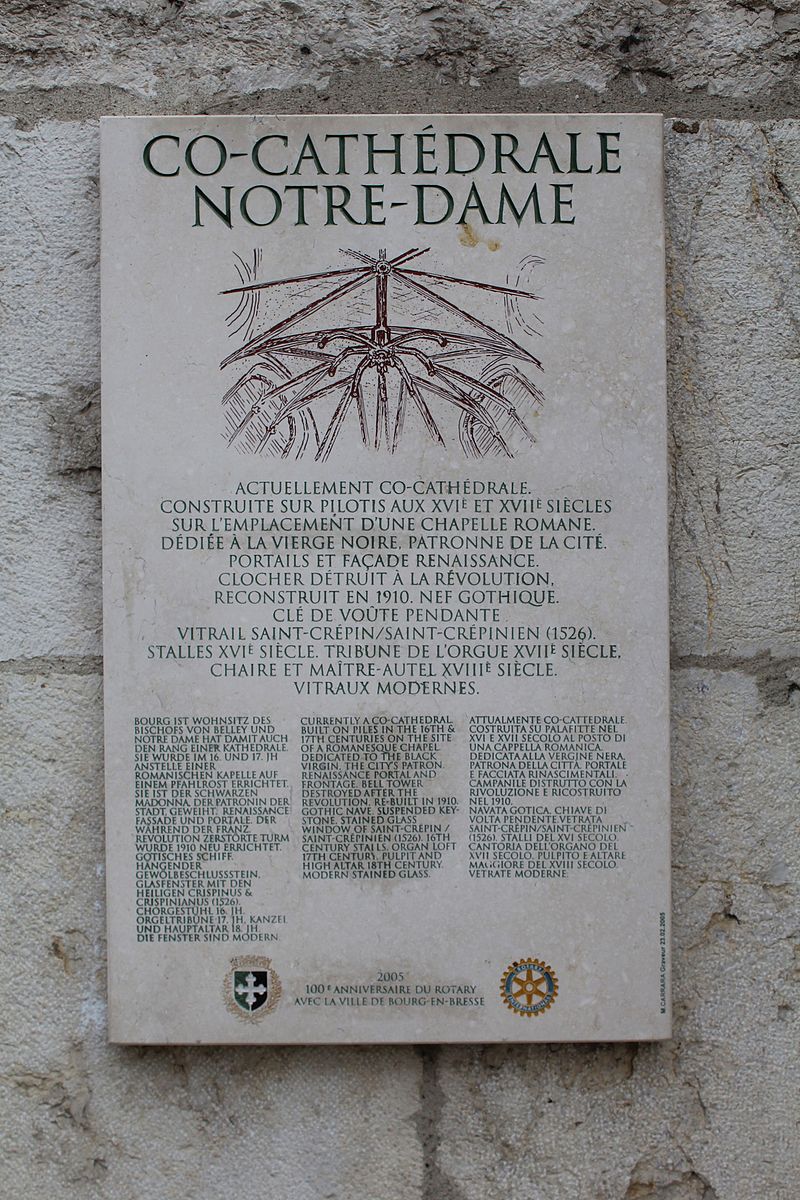 CO-CATHÉDRALE
NOTRE-DAME
ACTUELLEMENT CO-CATHÉDRALE.
CONSTRUITE SUR PILOTIS AUX XVIE ET XVIIE SIÈCLES
SUR L'EMPLACEMENT D'UNE CHAPELLE ROMANE.
DÉDIÉE À LA VIERGE NOIRE, PATRONNE DE LA CITÉ.
PORTAILS ET FAÇADE RENAISSANCE.
CLOCHER DÉTRUIT À LA RÉVOLUTION,
RECONSTRUIT EN 1910. NEF GOTHIQUE.
CLÉ DE VOÛTE PENDANTE.
VITRAIL SAINT-CRÉPIN/SAINT-CRÉPINIEN (1526).
STALLES XVIE SIÈCLE. TRIBUNE DE L'ORGUE XVIIE SIÈCLE,
CHAIRE ET MAÎTRE-AUTEL XVIIIE SIÈCLE.
VITRAUX MODERNES.
BOURG IST WOHNSITZ DES
BISCHOFS VON BELLEY UND
NOTRE DAME HAT DAMIT AUCH
DEN RANG EINER KATHEDRALE.
SIE WURDE IM 16. UND 17. JH
ANSTELLE EINER
ROMANISCHEN KAPELLE AUF
EINEM PFAHLROST ERRICHTET.
SIE IST DER SCHWARZEN
MADONNA, DER PATRONIN DER
STADT, GEWEIHT. RENAISSANCE
FASSADE UND PORTALE. DER
WÄHREND DER FRANZ.
REVOLUTION ZERSTÖRTE TURM
WURDE 1910 NEU ERRICHTET.
GOTISCHES SCHIFF.
HÄNGENDER
GEWÖLBESCHLUSSSTEIN.
GLASFENSTER MIT DEN
HEILIGEN CRISPINUS &
CRISPINIANUS (1526).
CHORGESTÜHL 16. JH.
ORGELTRIBÜNE 17. JH. KANZEL
UND HAUPTALTAR 18. JH.
DIE FENSTER SIND MODERN.
CURRENTLY A CO-CATHEDRAL.
BUILT ON PILES IN THE 16TH &
17TH CENTURIES ON THE SITE
OF A ROMANESQUE CHAPEL.
DEDICATED TO THE BLACK
VIRGIN, THE CITY'S PATRON.
RENAISSANCE PORTAL AND
FRONTAGE. BELL TOWER
DESTROYED AFTER THE
REVOLUTION, RE-BUILT IN 1910.
GOTHIC NAVE. SUSPENDED KEY-
STONE. STAINED GLASS
WINDOW OF SAINT-CRÉPIN /
SAINT-CRÉPINIEN (1526). 16TH
CENTURY STALLS, ORGAN LOFT
17TH CENTURY. PULPIT AND
HIGH ALTAR 18TH CENTURY.
MODERN STAINED GLASS.
ATTUALMENTE CO-CATTEDRALE.
COSTRUITA SU PALAFITTE NEL
XVI E XVII SECOLO AL POSTO DI
UNA CAPPELLA ROMANICA.
DEDICATA ALLA VERGINE NERA,
PATRONA DELLA CITTÀ. PORTALE
E FACCIATA RINASCIMENTALI.
CAMPANILE DISTRUTTO CON LA
RIVOLUZIONE E RICOSTRUITO
NEL 1910.
NAVATA GOTICA. CHIAVE DI
VOLTA PENDENTE VETRATA
SAINT-CRÉPIN/SAINT-CRÉPINIEN
(1526). STALLI DEL XVI SECOLO.
CANTORIA DELL'ORGANO DEL
XVII SECOLO, PULPITO E ALTARE
MAGGIORE DEL XVIII SECOLO.
VETRATE MODERNE.
2005
100E ANNIVERSAIRE DU ROTARY
AVEC LA VILLE DE BOURG-EN-BRESSE
ROTARY
INTERNATIONAL
M.CARRARA Graveur 23.02.2005